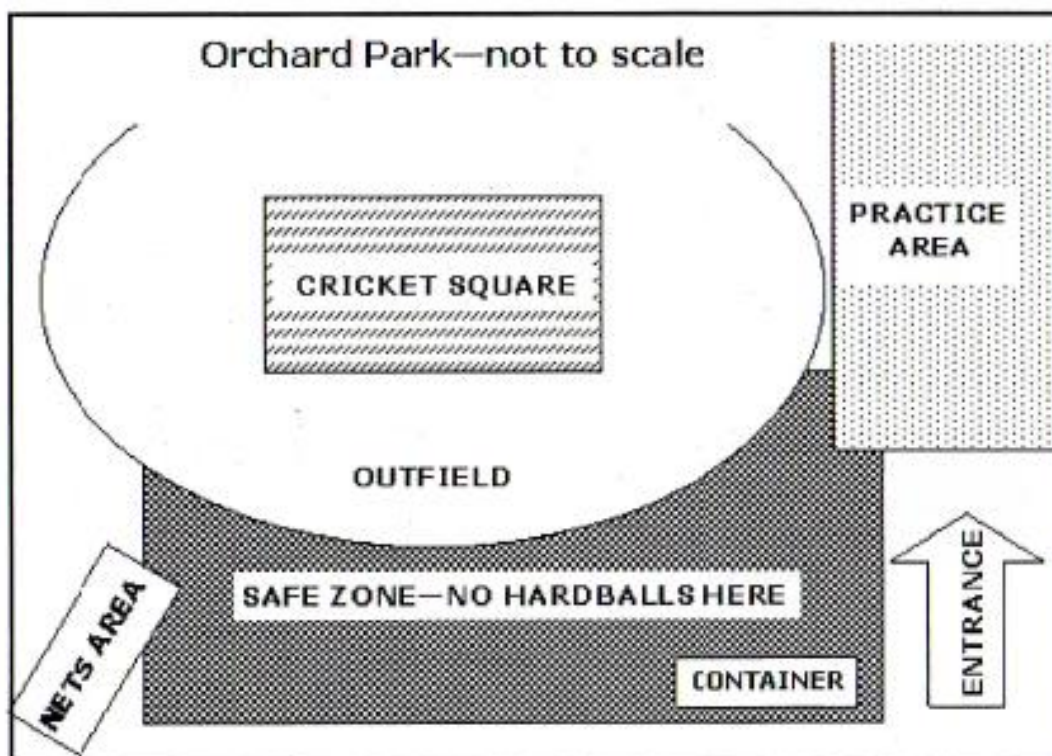 Orchard Park—not to scale
PRACTICE
AREA
CRICKET SQUARE
OUTFIELD
SAFE ZONE—NO HARDBALLS HERE
NETS AREA
CONTAINER
ENTRANCE